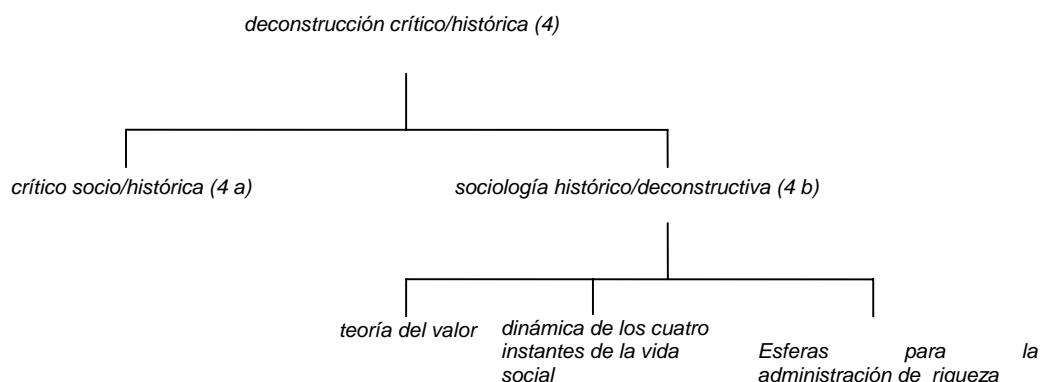 deconstrucción crítico/histórica (4)
crítico socio/histórica (4 a)
sociología histórico/deconstructiva (4 b)
teoría del valor
dinámica de los cuatro
instantes de la vida
social
Esferas para la
administración de riqueza